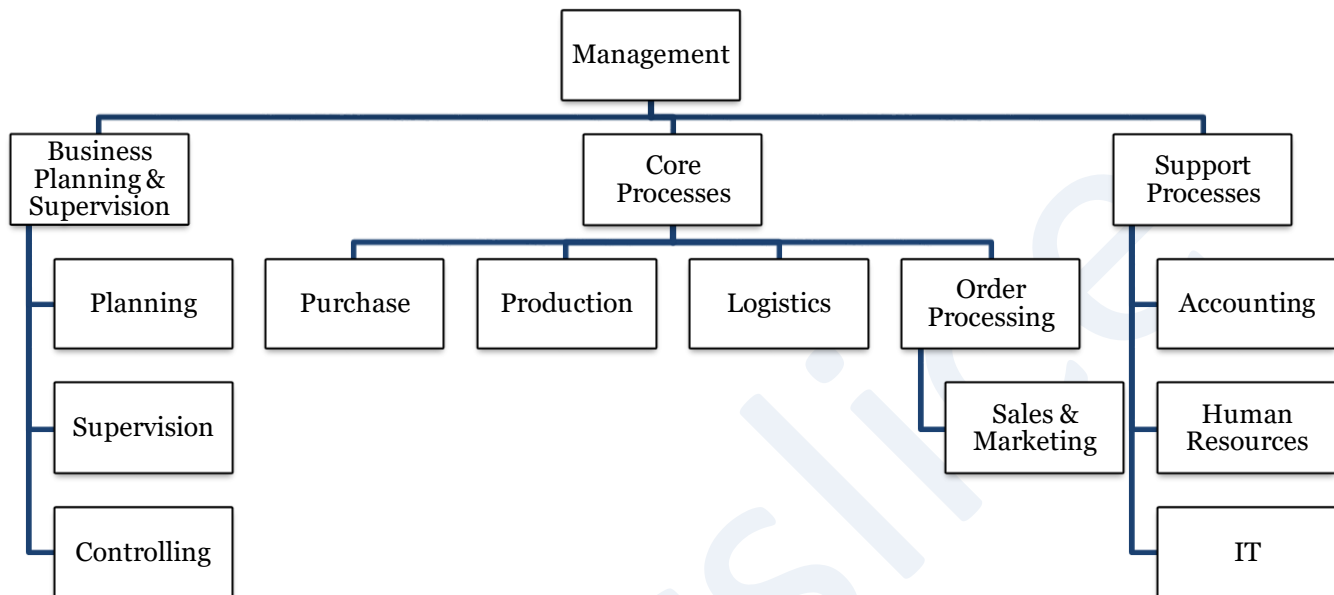 Management
Business
Planning &
Supervision
Core
Processes
Support
Processes
Planning
Purchase
Production
Logistics
Order
Processing
Accounting
Supervision
Sales &
Marketing
Human
Resources
Controlling
IT